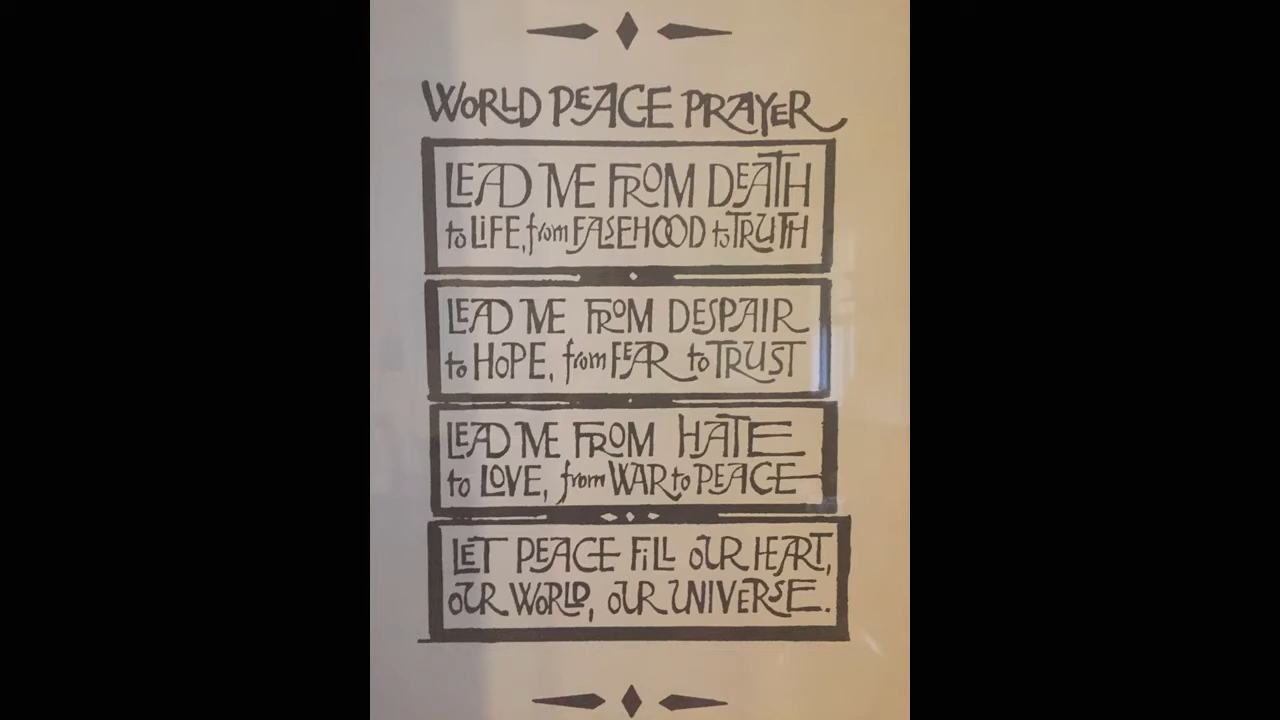 WORLD PEACE PRAYER
LEAD ME FROM DEATH
to LiFE, from FALSEHOOD to TRUTH
LEAD ME FROM DESPAIR
to HOPE, from FEAR to TRUST
LEAD ME FROM HATE
to LOVE, from WAR to PEACE
LET PEACE FiLL OUR HEART,
OUR WORLD, OUR UNIVERSE.